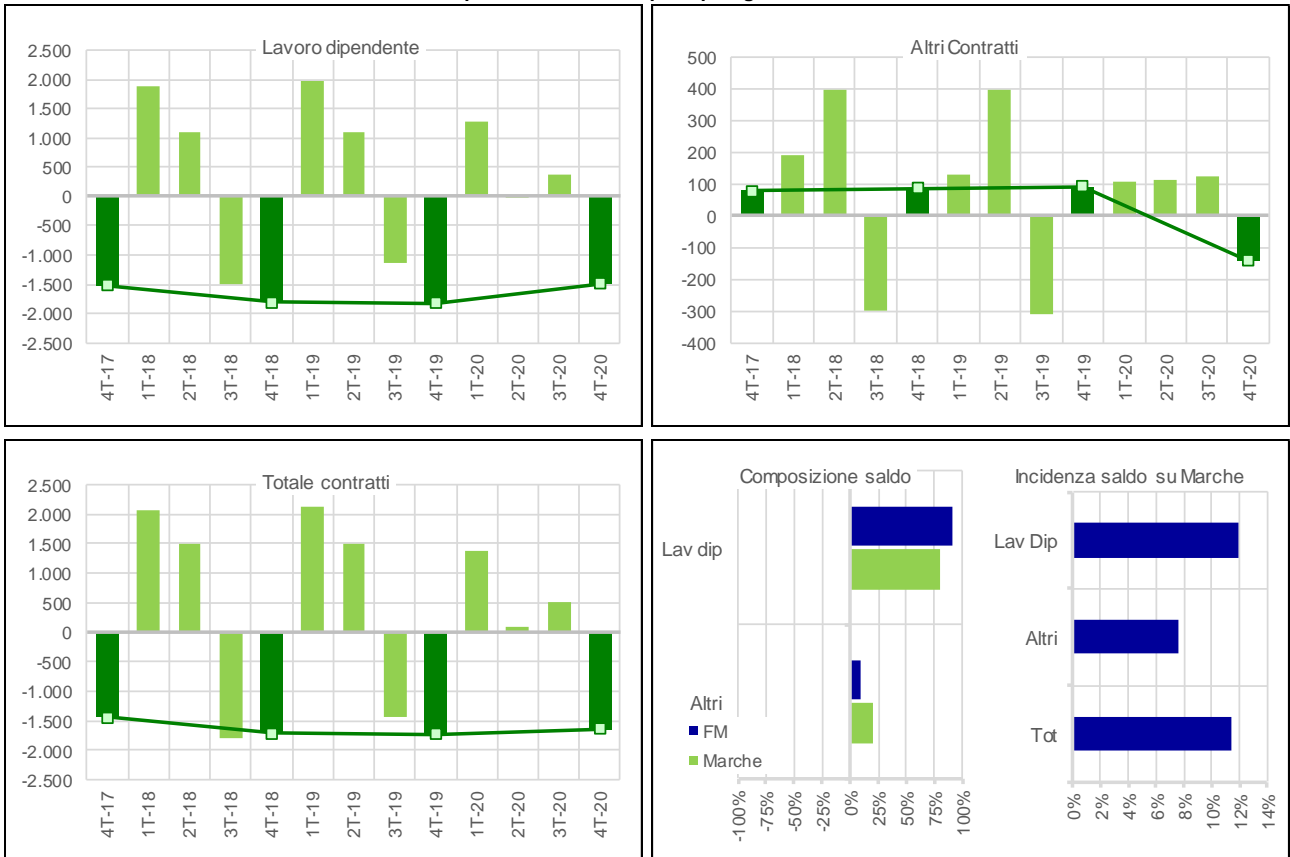 Lavoro dipendente
2.500
2.000
1.500
1.000
500
0
-500
-1.000
-1.500
-2.000
-2.500
4T-17
1T-18
2T-18
3T-18
4T-18
1T-19
2T-19
3T-19
4T-19
1T-20
2T-20
3T-20
4T-20
Altri Contratti
500
400
300
200
100
0
-100
-200
-300
-400
4T-17
1T-18
2T-18
3T-18
4T-18
1T-19
2T-19
3T-19
4T-19
1T-20
2T-20
3T-20
4T-20
Totale contratti
2.500
2.000
1.500
1.000
500
0
-500
-1.000
-1.500
-2.000
-2.500
4T-17
1T-18
2T-18
3T-18
4T-18
1T-19
2T-19
3T-19
4T-19
1T-20
2T-20
3T-20
4T-20
Composizione saldo
Lav dip
Altri
FM
Marche
-100%
-75%
-50%
-25%
0%
25%
50%
75%
100%
Incidenza saldo su Marche
Lav Dip
Altri
Tot
0%
2%
4%
6%
8%
10%
12%
14%